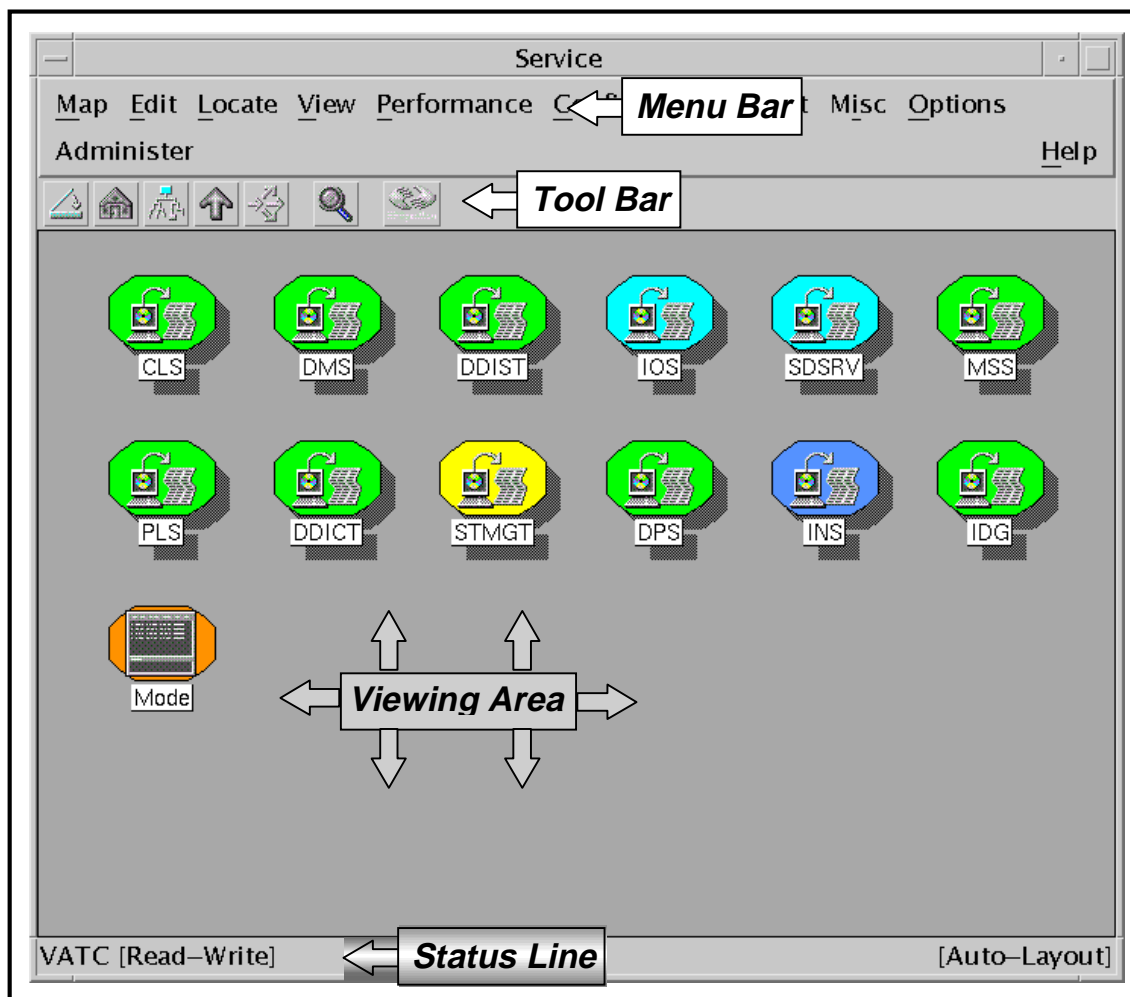 Service
Map Edit Locate View Performance Menu Bar Misc Options
Administer Help
Tool Bar
CLS DMS DDIST IOS SDSRV MSS
PLS DDICT STMGT DPS INS IDG
Mode
Viewing Area
VATC [Read–Write] Status Line [Auto–Layout]